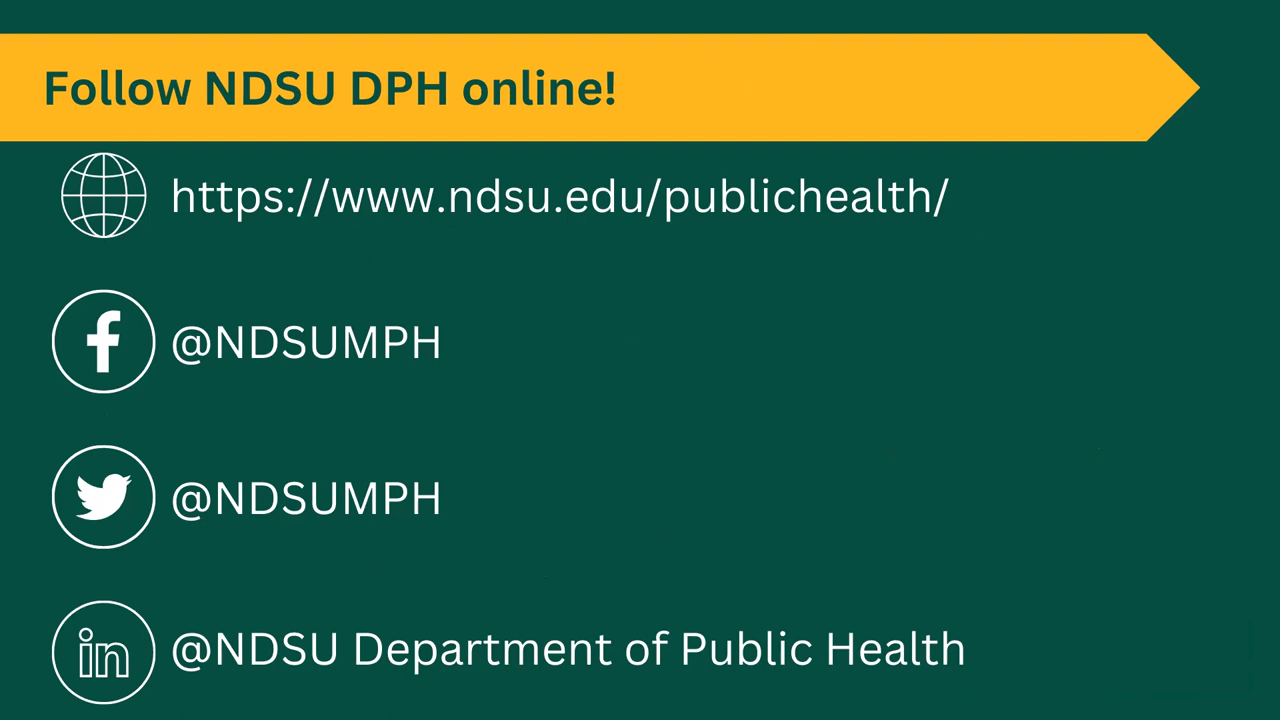 Follow NDSU DPH online!
https://www.ndsu.edu/publichealth/
@NDSUMPH
@NDSUMPH
@NDSU Department of Public Health